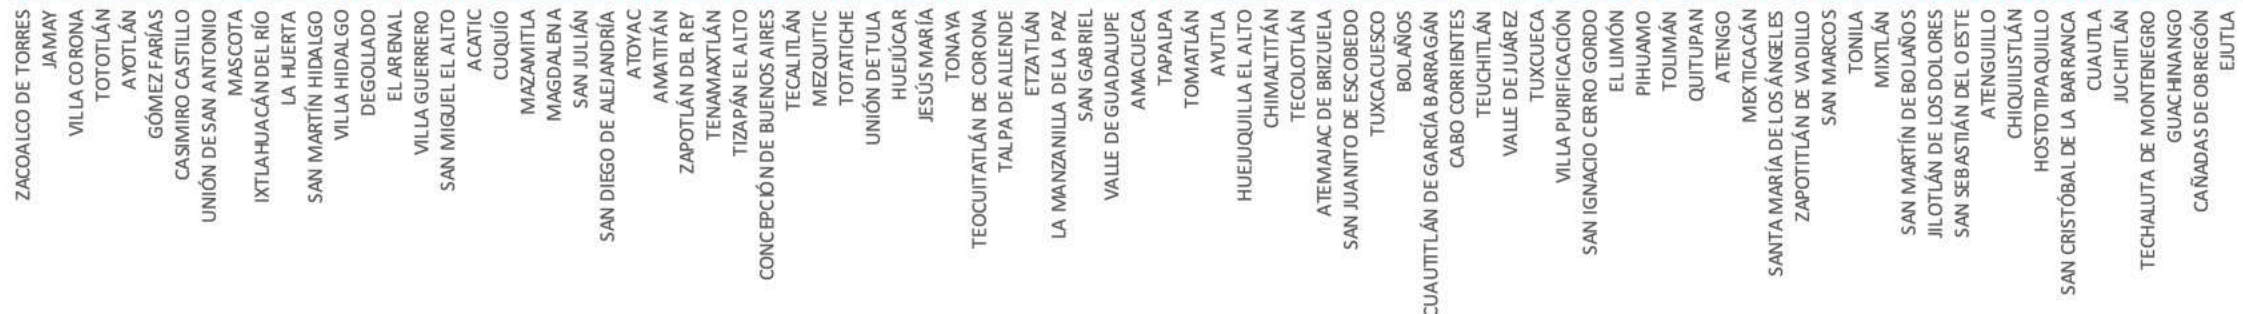 ZACOALCO DE TORRES
JAMAY
VILLA CORONA
TOTOTLÁN
AYOTLÁN
GÓMEZ FARÍAS
CASIMIRO CASTILLO
UNIÓN DE SAN ANTONIO
MASCOTA
IXTLAHUACÁN DEL RÍO
LA HUERTA
SAN MARTÍN HIDALGO
VILLA HIDALGO
DEGOLLADO
EL ARENAL
VILLA GUERRERO
SAN MIGUEL EL ALTO
ACATIC
CUQUÍO
MAZAMITLA
MAGDALENA
SAN JULIÁN
SAN DIEGO DE ALEJANDRÍA
ATOYAC
AMATITÁN
ZAPOTLÁN DEL REY
TENAMAXTLÁN
TIZAPÁN EL ALTO
CONCEPCIÓN DE BUENOS AIRES
TECALITLÁN
MEZQUITIC
TOTATICHE
UNIÓN DE TULA
HUEJÚCAR
JESÚS MARÍA
TONAYA
TEOCUITATLÁN DE CORONA
TALPA DE ALLENDE
ETZATLÁN
LA MANZANILLA DE LA PAZ
SAN GABRIEL
VALLE DE GUADALUPE
AMACUECA
TAPALPA
TOMATLÁN
AYUTLA
HUEJUQUILLA EL ALTO
CHIMALTITÁN
TECOLOTLÁN
ATEMAJAC DE BRIZUELA
SAN JUANITO DE ESCOBEDO
TUXCACUESCO
BOLAÑOS
CUAUTITLÁN DE GARCÍA BARRAGÁN
CABO CORRIENTES
TEUCHITLÁN
VALLE DE JUÁREZ
TUXCUECA
VILLA PURIFICACIÓN
SAN IGNACIO CERRO GORDO
EL LIMÓN
PIHUAMO
TOLIMÁN
QUITUPAN
ATENGO
MEXTICACÁN
SANTA MARÍA DE LOS ÁNGELES
ZAPOTITLÁN DE VADILLO
SAN MARCOS
TONILA
MIXTLÁN
SAN MARTÍN DE BOLAÑOS
JILOTLÁN DE LOS DOLORES
SAN SEBASTIÁN DEL OESTE
ATENGUILLO
CHIQUILISTLÁN
HOSTOTIPAQUILLO
SAN CRISTÓBAL DE LA BARRANCA
CUAUTLA
JUCHITLÁN
TECHALUTA DE MONTENEGRO
GUACHINANGO
CAÑADAS DE OBREGÓN
EJUTLA